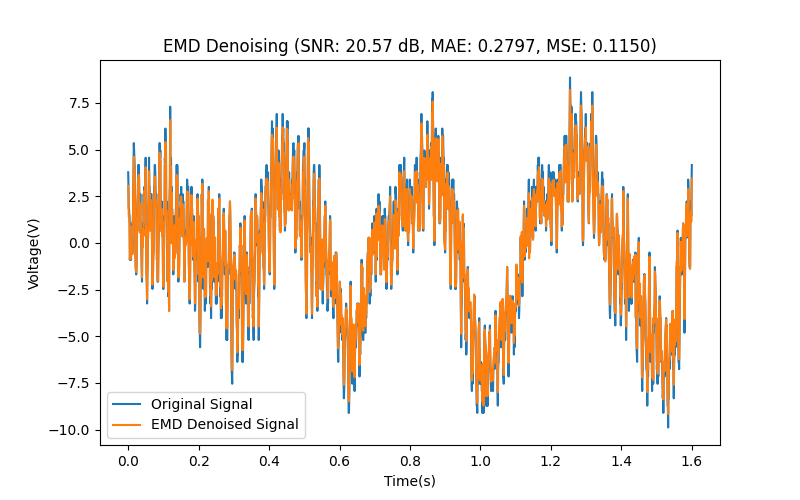 EMD Denoising (SNR: 20.57 dB, MAE: 0.2797, MSE: 0.1150)
7.5
5.0
2.5
0.0
−2.5
−5.0
−7.5
−10.0
Voltage(V)
Original Signal
EMD Denoised Signal
0.0 0.2 0.4 0.6 0.8 1.0 1.2 1.4 1.6
Time(s)